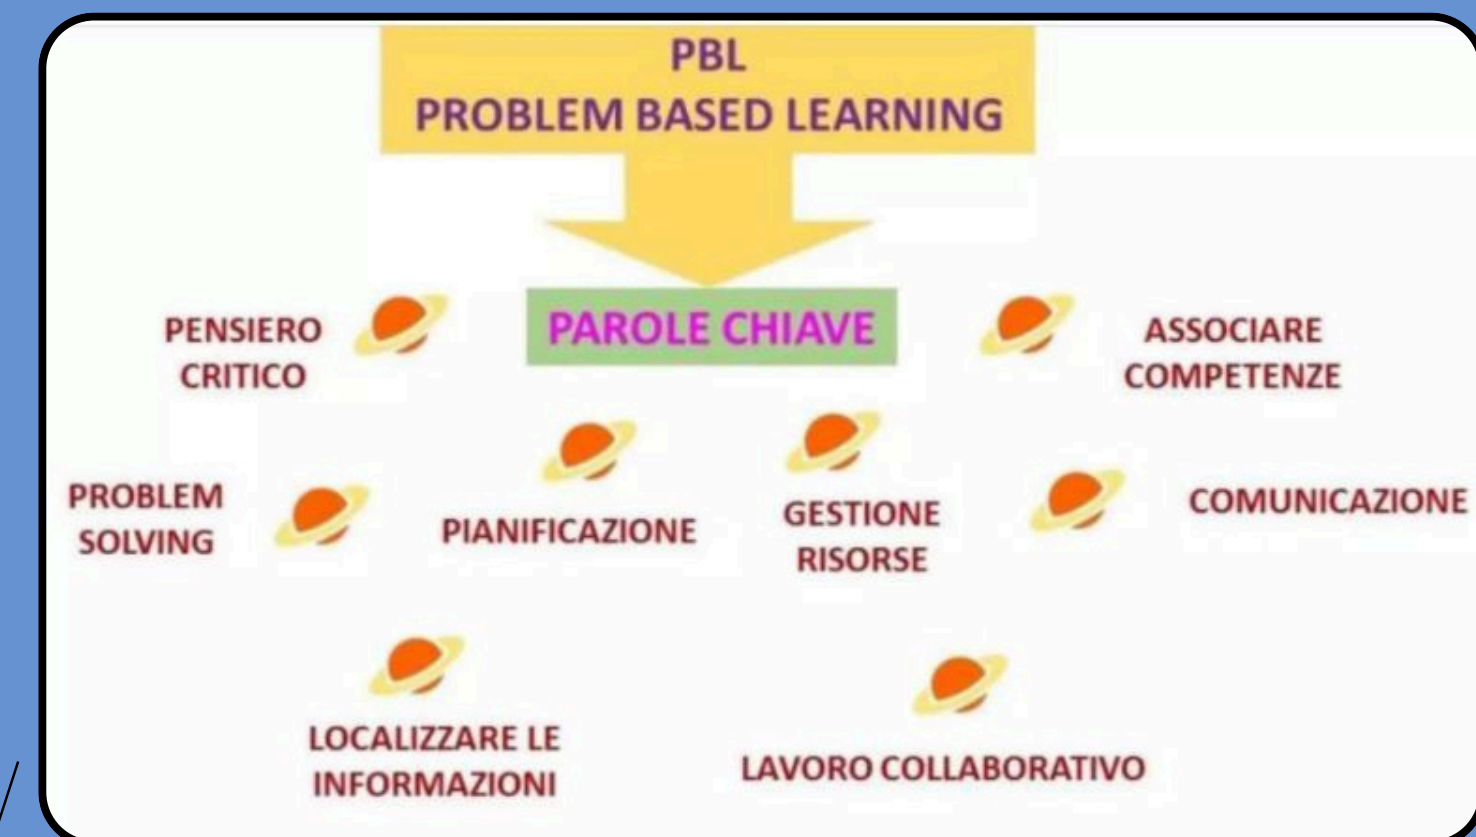 PBL
PROBLEM BASED LEARNING
PAROLE CHIAVE
PENSIERO
CRITICO
ASSOCIARE
COMPETENZE
PROBLEM
SOLVING
PIANIFICAZIONE
GESTIONE
RISORSE
COMUNICAZIONE
LOCALIZZARE LE
INFORMAZIONI
LAVORO COLLABORATIVO